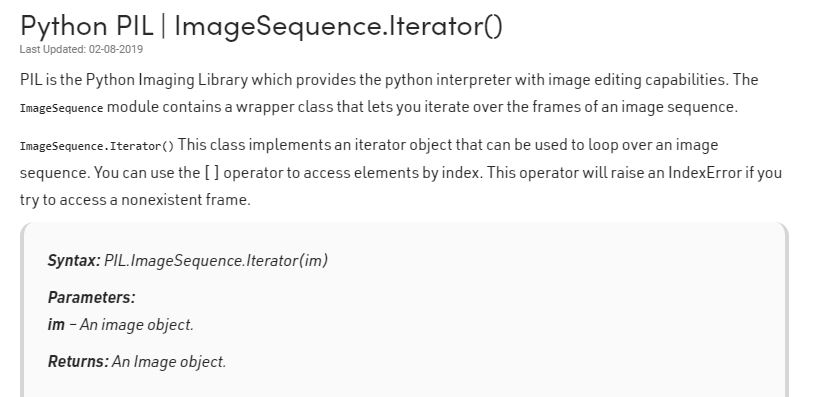 Python PIL | ImageSequence.Iterator()
Last Updated: 02-08-2019
PIL is the Python Imaging Library which provides the python interpreter with image editing capabilities. The
ImageSequence module contains a wrapper class that lets you iterate over the frames of an image sequence.
ImageSequence.Iterator() This class implements an iterator object that can be used to loop over an image
sequence. You can use the [ ] operator to access elements by index. This operator will raise an IndexError if you
try to access a nonexistent frame.
Syntax: PIL.ImageSequence.Iterator(im)
Parameters:
im – An image object.
Returns: An Image object.